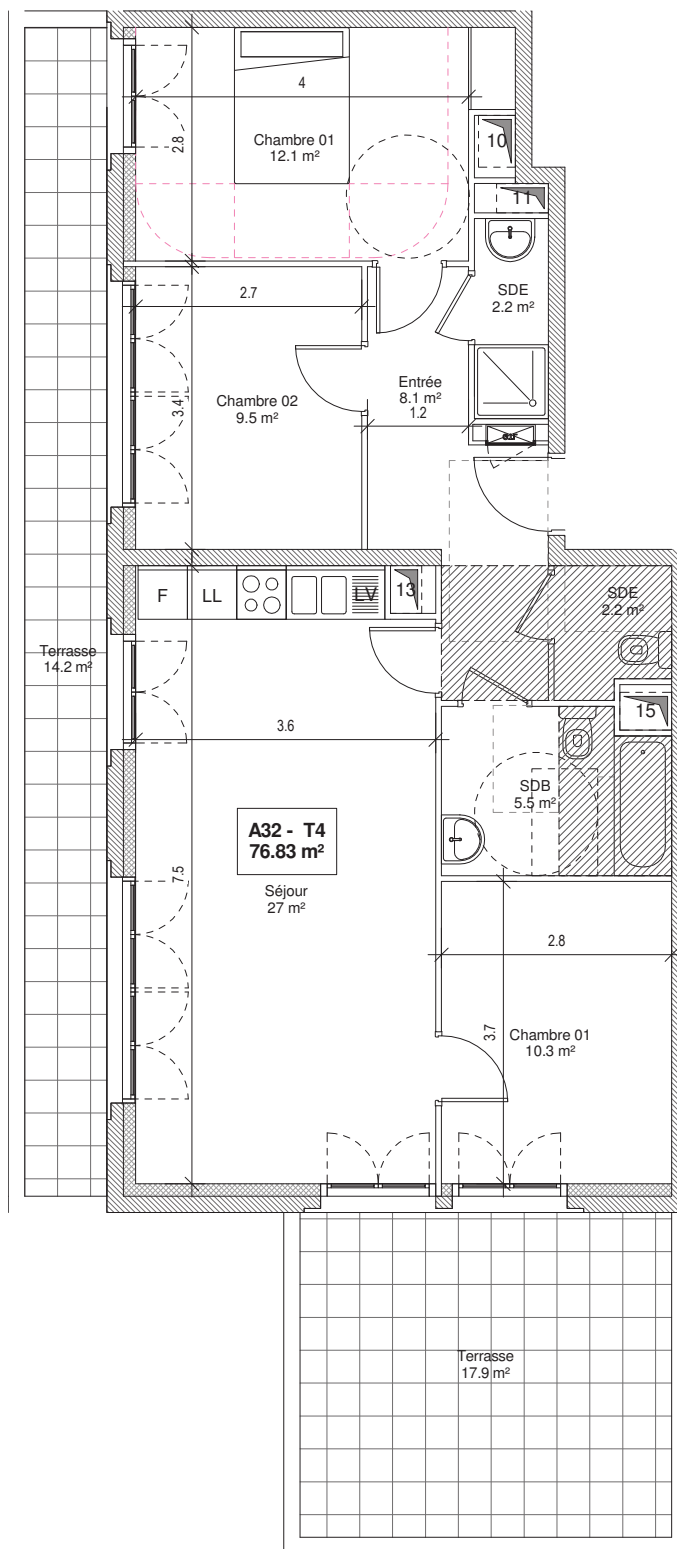 4
2.8
Chambre 01
12.1 m²
10
11
SDE
2.2 m²
2.7
3.4
Chambre 02
9.5 m²
Entrée
8.1 m²
1.2
F
LL
LV
13
SDE
2.2 m²
Terrasse
14.2 m²
15
3.6
SDB
5.5 m²
A32 - T4
76.83 m²
7.5
Séjour
27 m²
2.8
3.7
Chambre 01
10.3 m²
Terrasse
17.9 m²